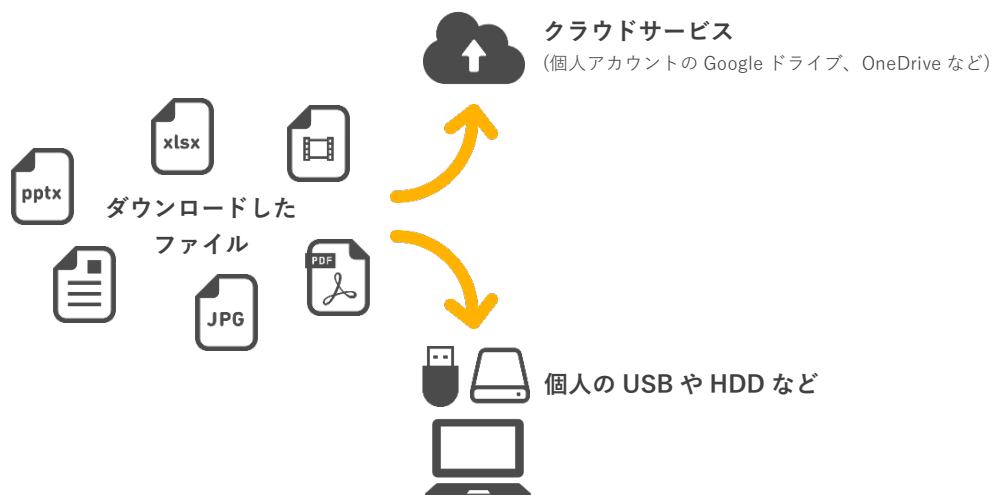 クラウドサービス
(個人アカウントの Google ドライブ、OneDrive など)
xlsx
pptx
ダウンロードした
ファイル
PDF
JPG
個人の USB や HDD など